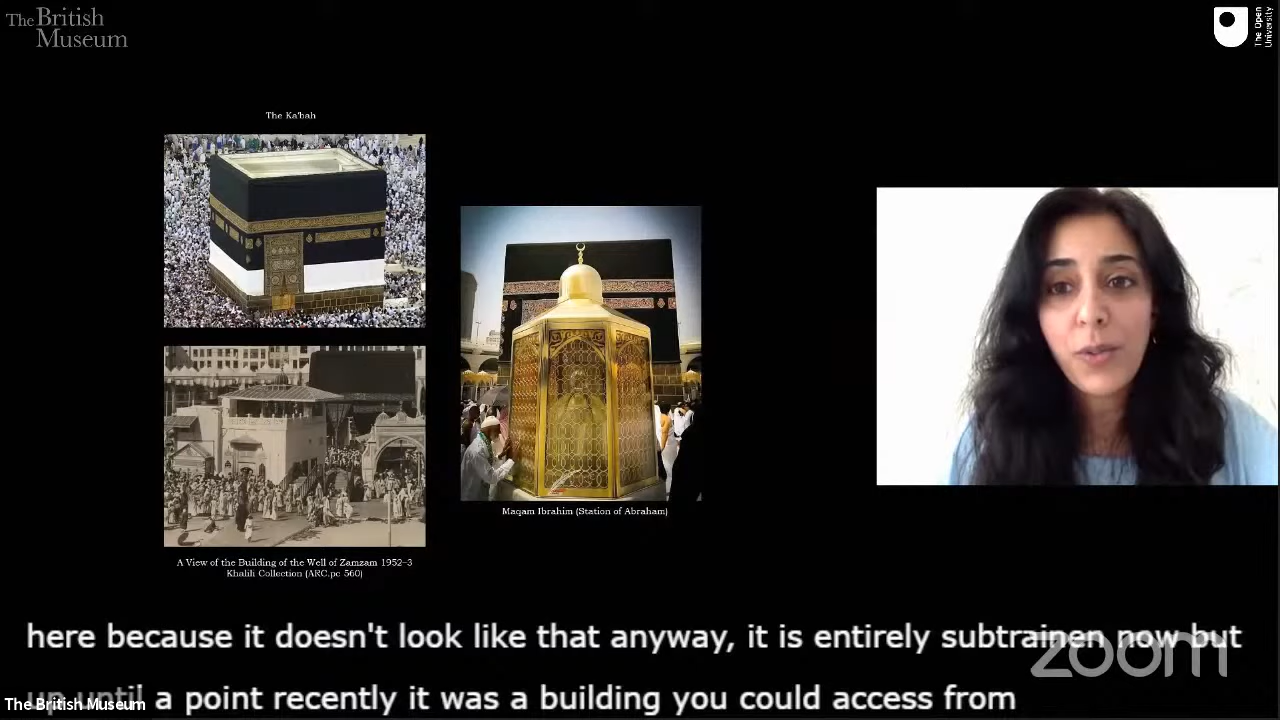 The British
Museum
The Open
University
The Ka'bah
Maqam Ibrahim (Station of Abraham)
A View of the Building of the Well of Zamzam 1952–3
Khalili Collection (ARC.pc 560)
here because it doesn't look like that anyway, it is entirely subtrainen now but
up until a point recently it was a building you could access from
zoom
The British Museum